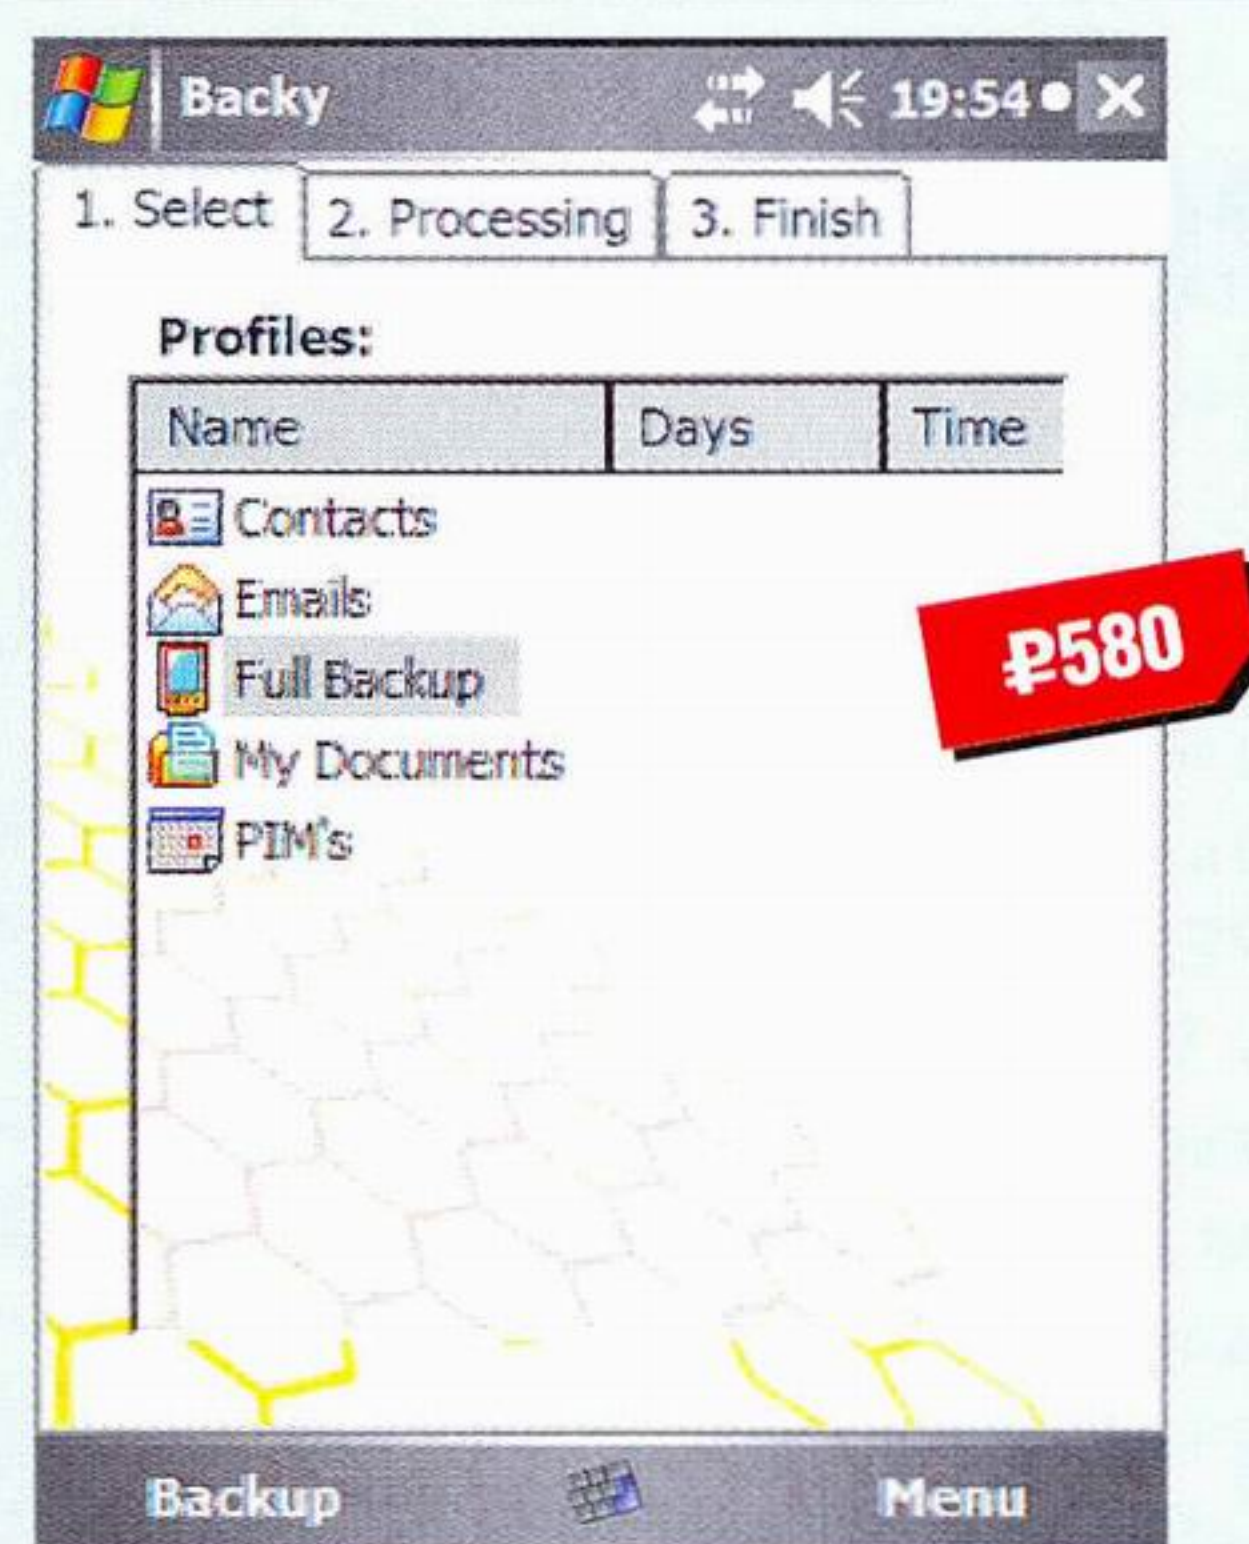 Backy 19:54
1. Select 2. Processing 3. Finish
Profiles:
Name Days Time
Contacts
Emails
Full Backup
₽580
My Documents
PIM's
Backup Menu